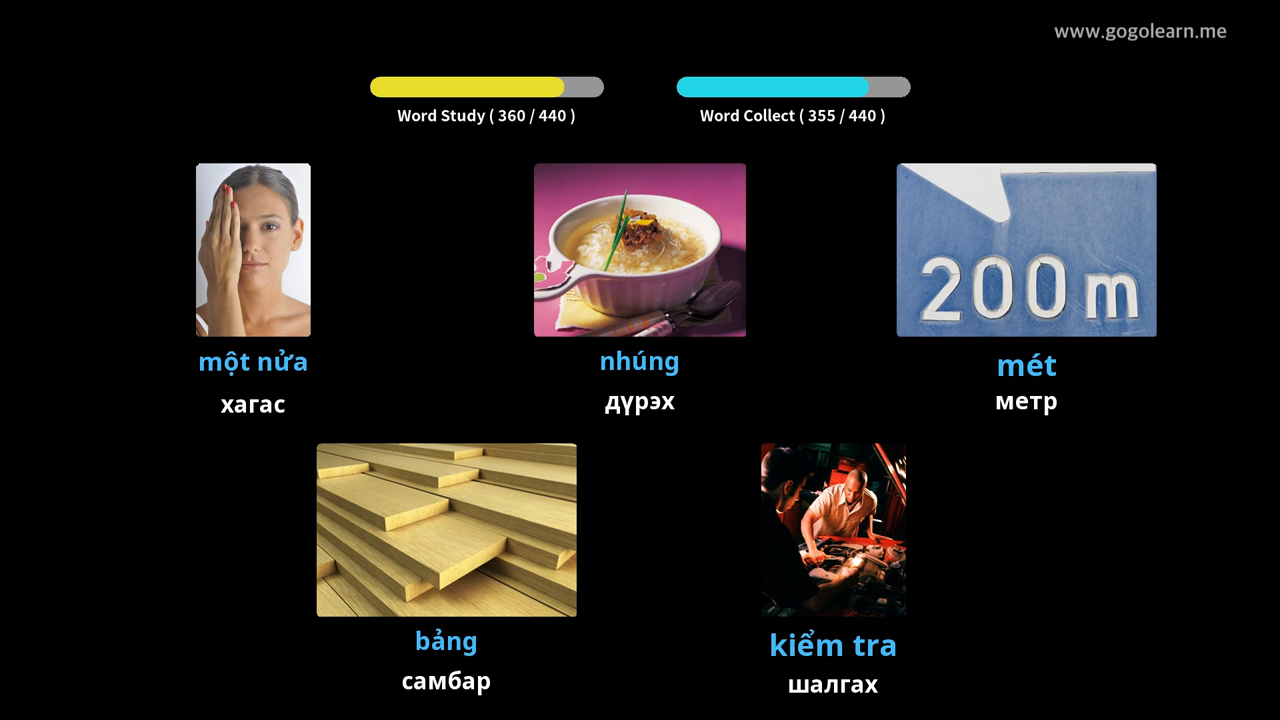 www.gogolearn.me
Word Study ( 360 / 440 )
Word Collect ( 355 / 440 )
200 m
một nửa
хагас
nhúng
дүрэх
mét
метр
bảng
самбар
kiểm tra
шалгах